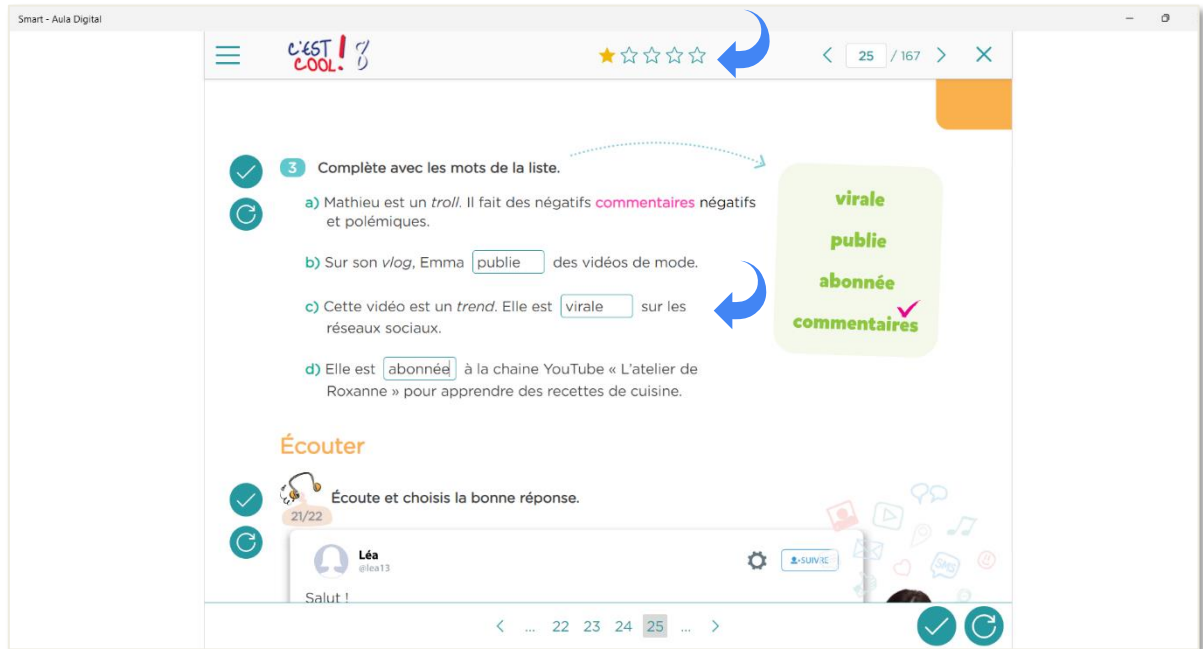 Smart - Aula Digital
C'EST COOL! 8
25 / 167
3 Complète avec les mots de la liste.
a) Mathieu est un troll. Il fait des négatifs commentaires négatifs
et polémiques.
b) Sur son vlog, Emma publie des vidéos de mode.
c) Cette vidéo est un trend. Elle est virale sur les
réseaux sociaux.
d) Elle est abonnée à la chaine YouTube « L'atelier de
Roxanne » pour apprendre des recettes de cuisine.
virale
publie
abonnée
commentaires
Écouter
Écoute et choisis la bonne réponse.
21/22
Léa
@lea13
SUIVRE
SMS
Salut !
... 22 23 24 25 ...